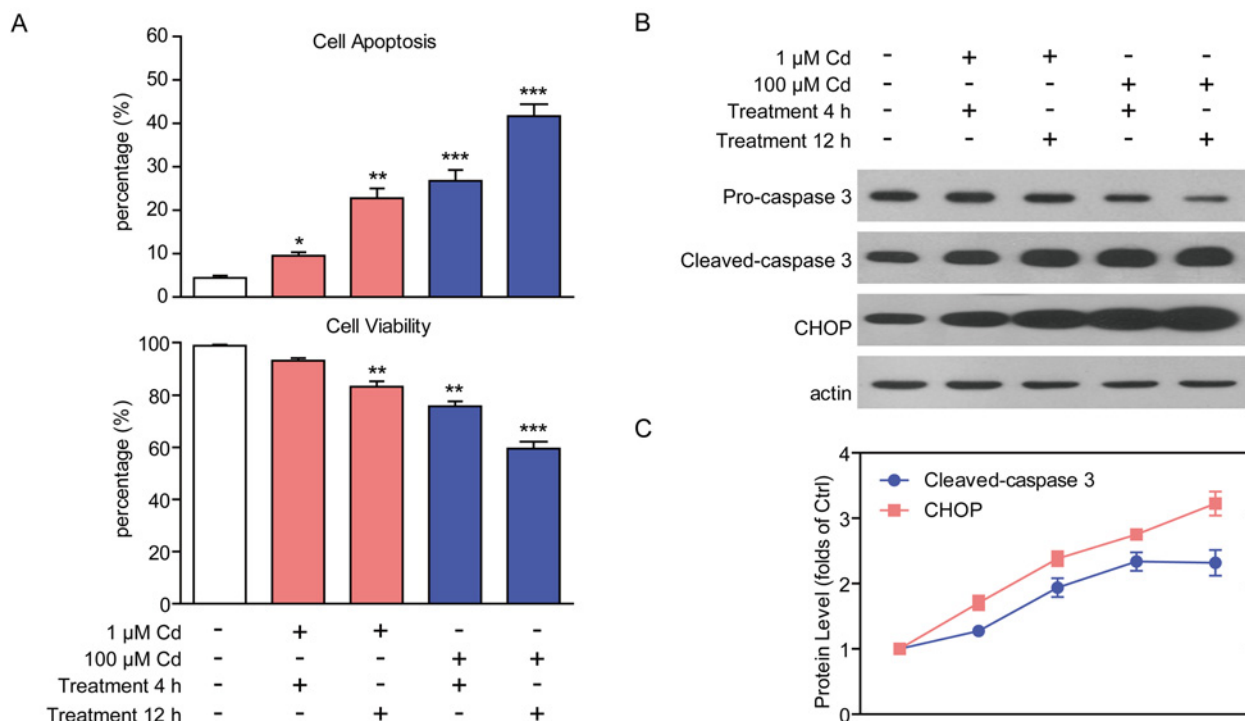 A
Cell Apoptosis
percentage (%)
60
50
40
30
20
10
0
*
**
***
***
Cell Viability
percentage (%)
100
80
60
40
20
0
**
**
***
1 µM Cd - + + - -
100 µM Cd - - - + +
Treatment 4 h - + - + -
Treatment 12 h - - + - +
B
1 µM Cd - + + - -
100 µM Cd - - - + +
Treatment 4 h - + - + -
Treatment 12 h - - + - +
Pro-caspase 3
Cleaved-caspase 3
CHOP
actin
C
Protein Level (folds of Ctrl)
4
3
2
1
0
Cleaved-caspase 3
CHOP